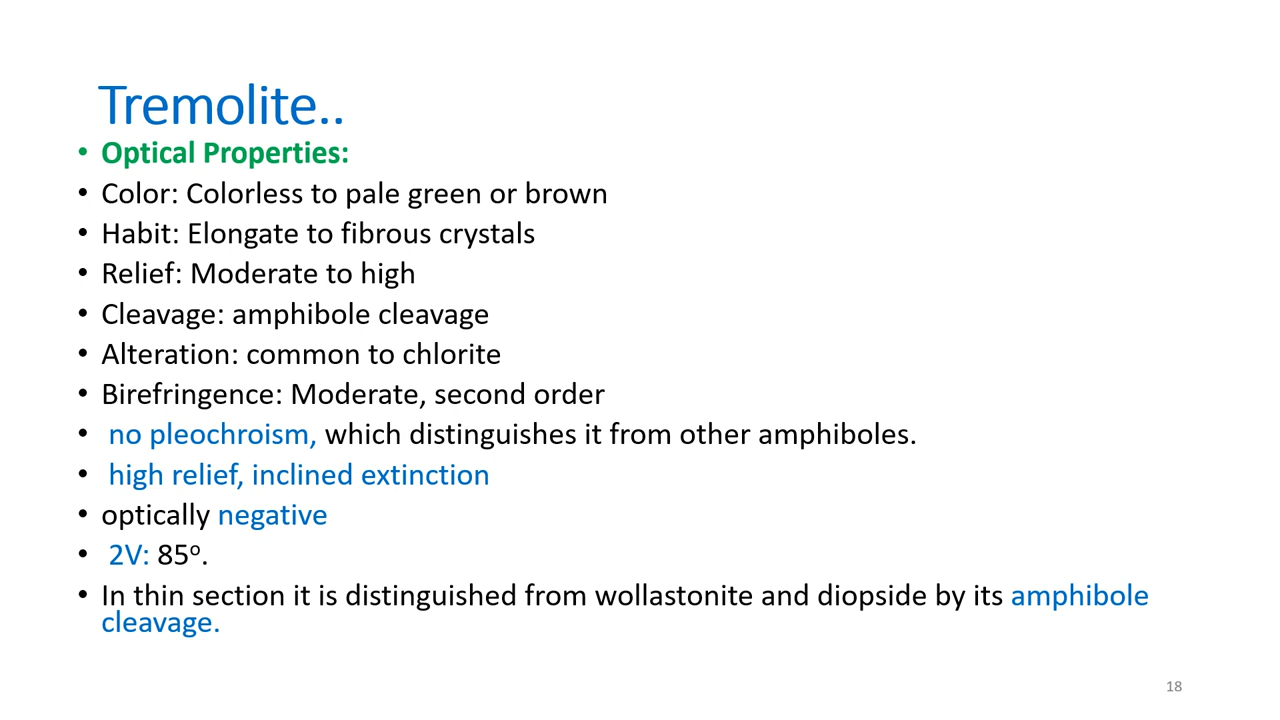 Tremolite..
• Optical Properties:
• Color: Colorless to pale green or brown
• Habit: Elongate to fibrous crystals
• Relief: Moderate to high
• Cleavage: amphibole cleavage
• Alteration: common to chlorite
• Birefringence: Moderate, second order
• no pleochroism, which distinguishes it from other amphiboles.
• high relief, inclined extinction
• optically negative
• 2V: 85º.
• In thin section it is distinguished from wollastonite and diopside by its amphibole
cleavage.
18